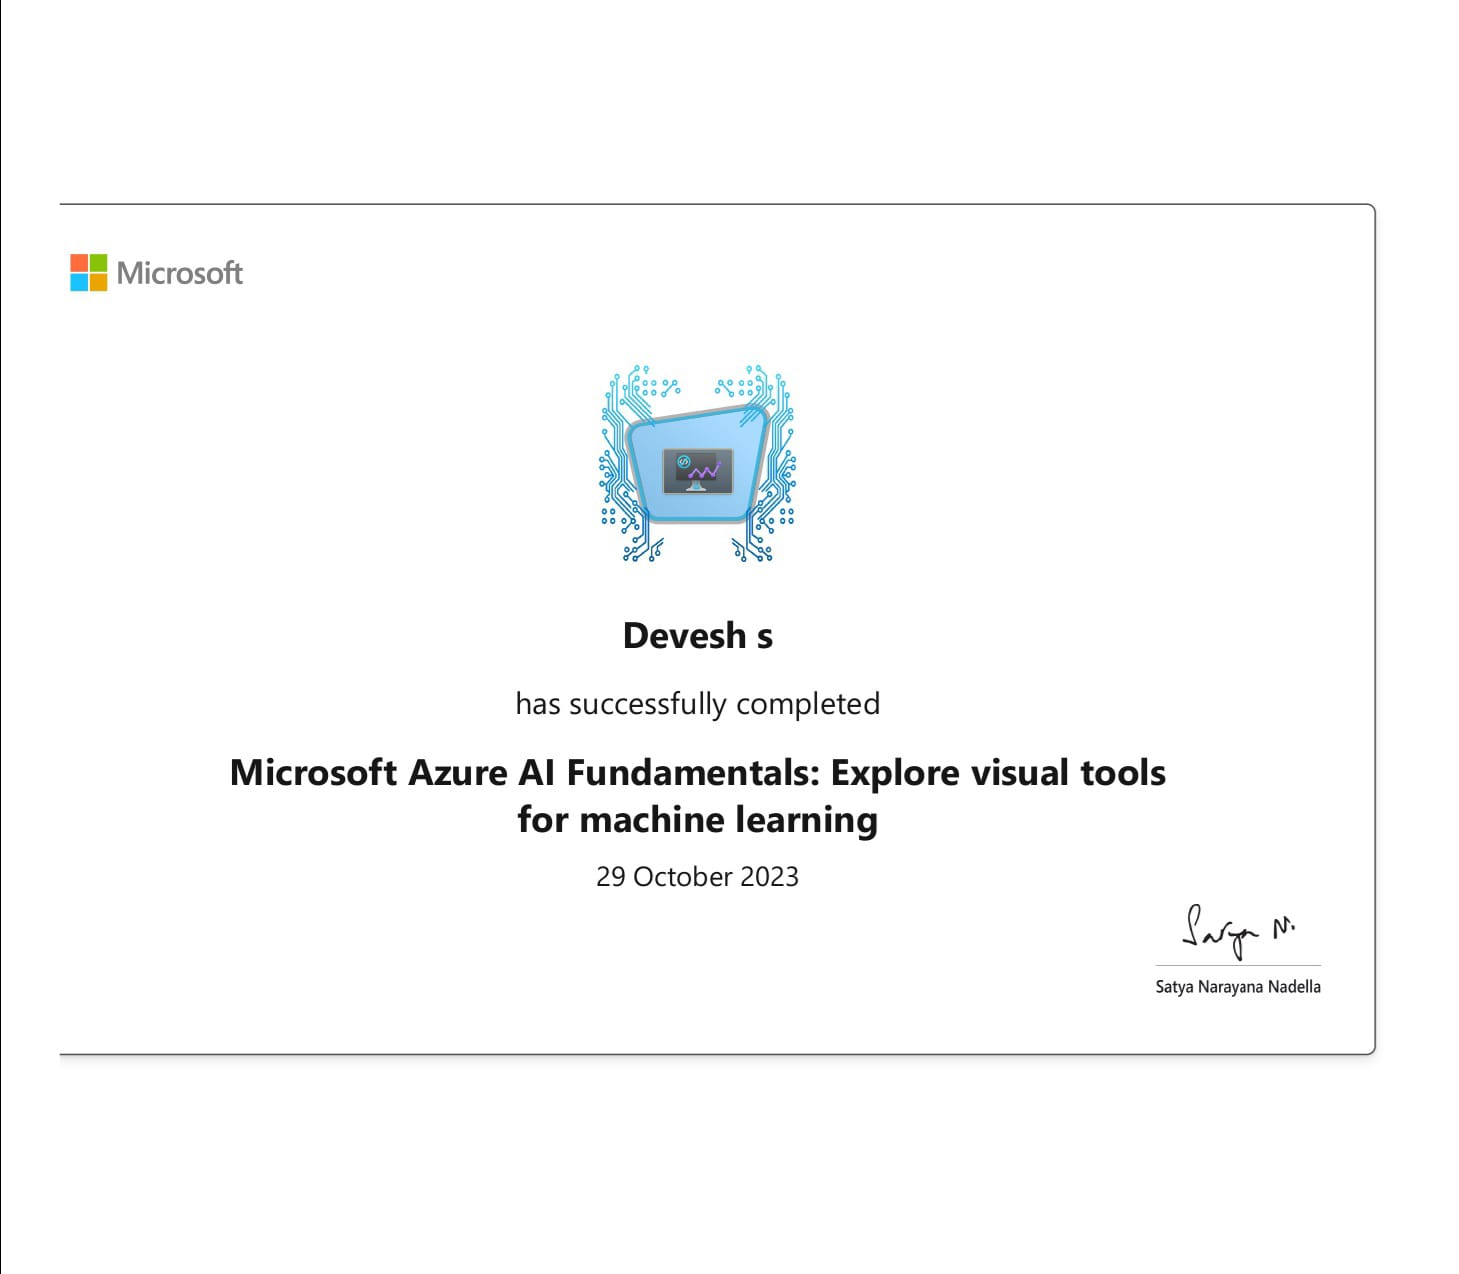 Microsoft
Devesh s
has successfully completed
Microsoft Azure AI Fundamentals: Explore visual tools
for machine learning
29 October 2023
Satya N.
Satya Narayana Nadella